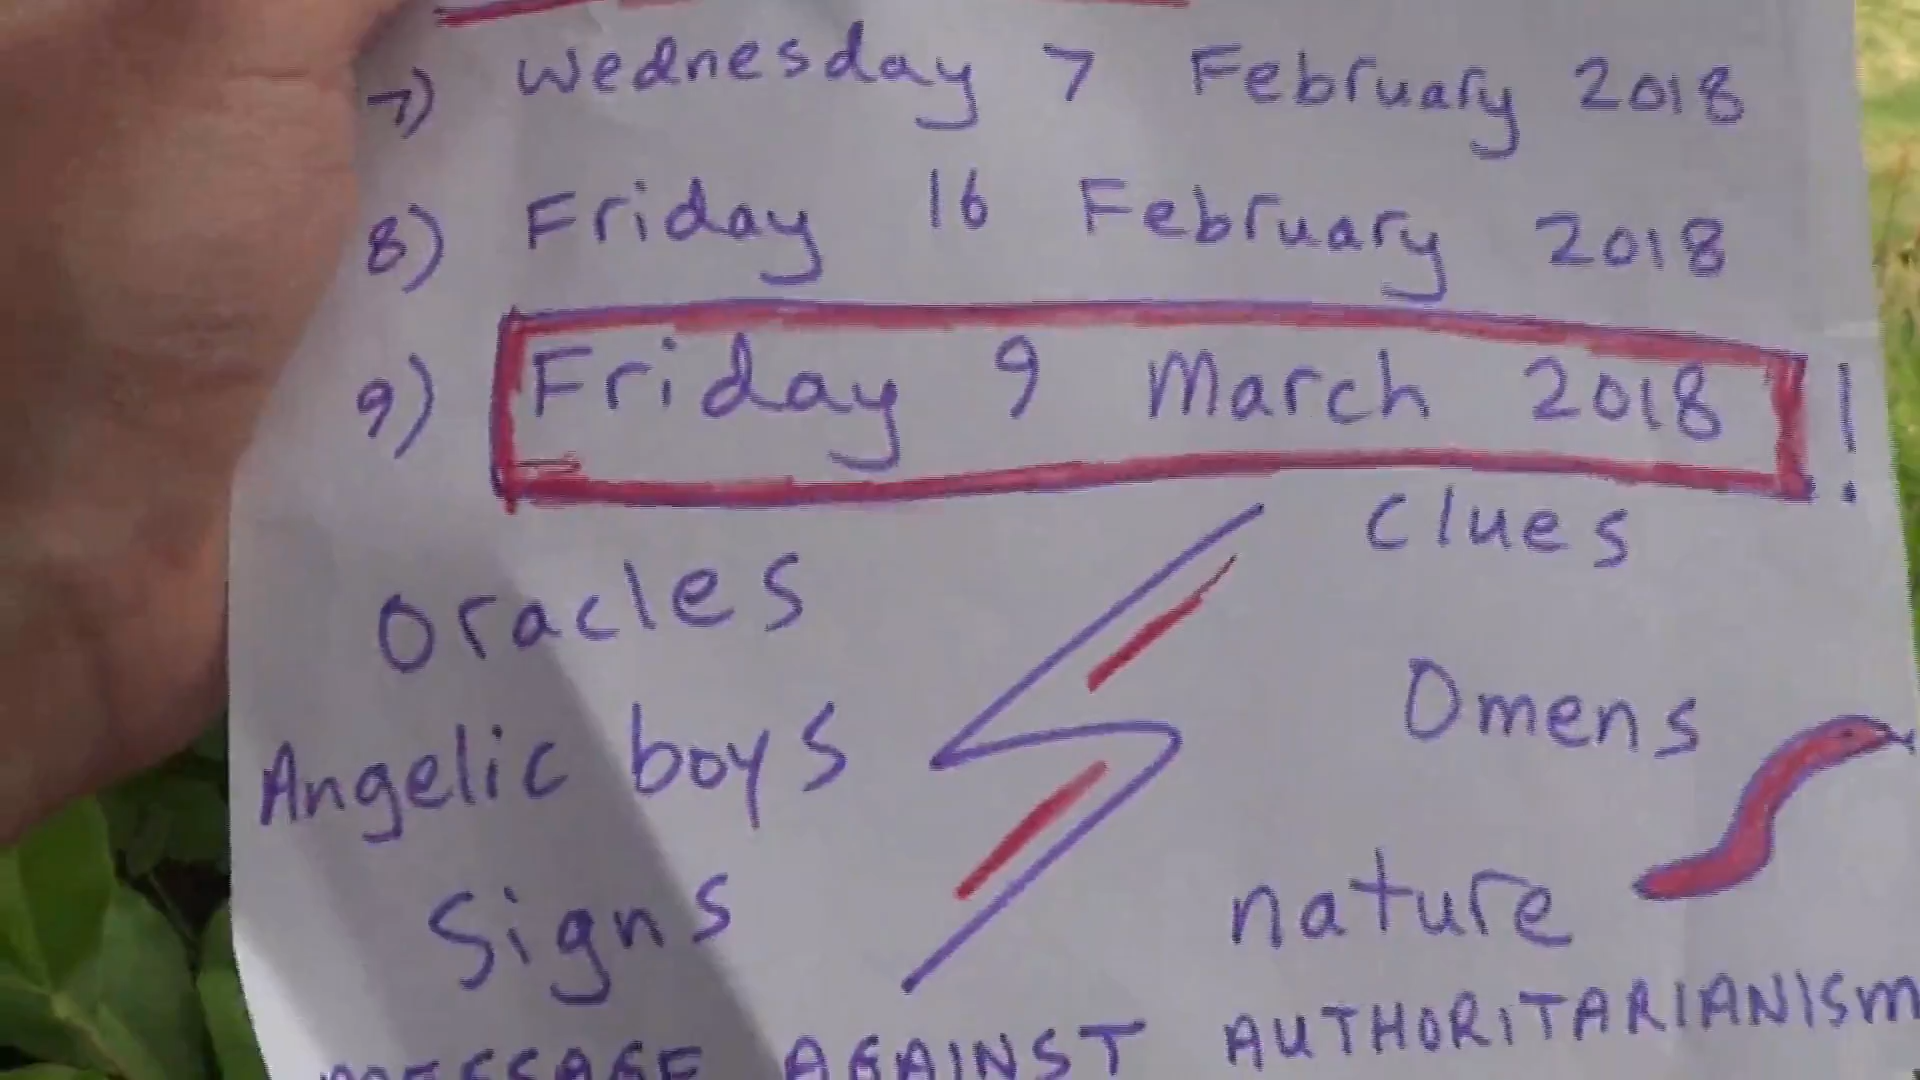 7) Wednesday 7 February 2018
8) Friday 16 February 2018
9) Friday 9 March 2018 !
Clues
Oracles
Omens
Angelic boys
nature
Signs
MESSAGE AGAINST AUTHORITARIANISM